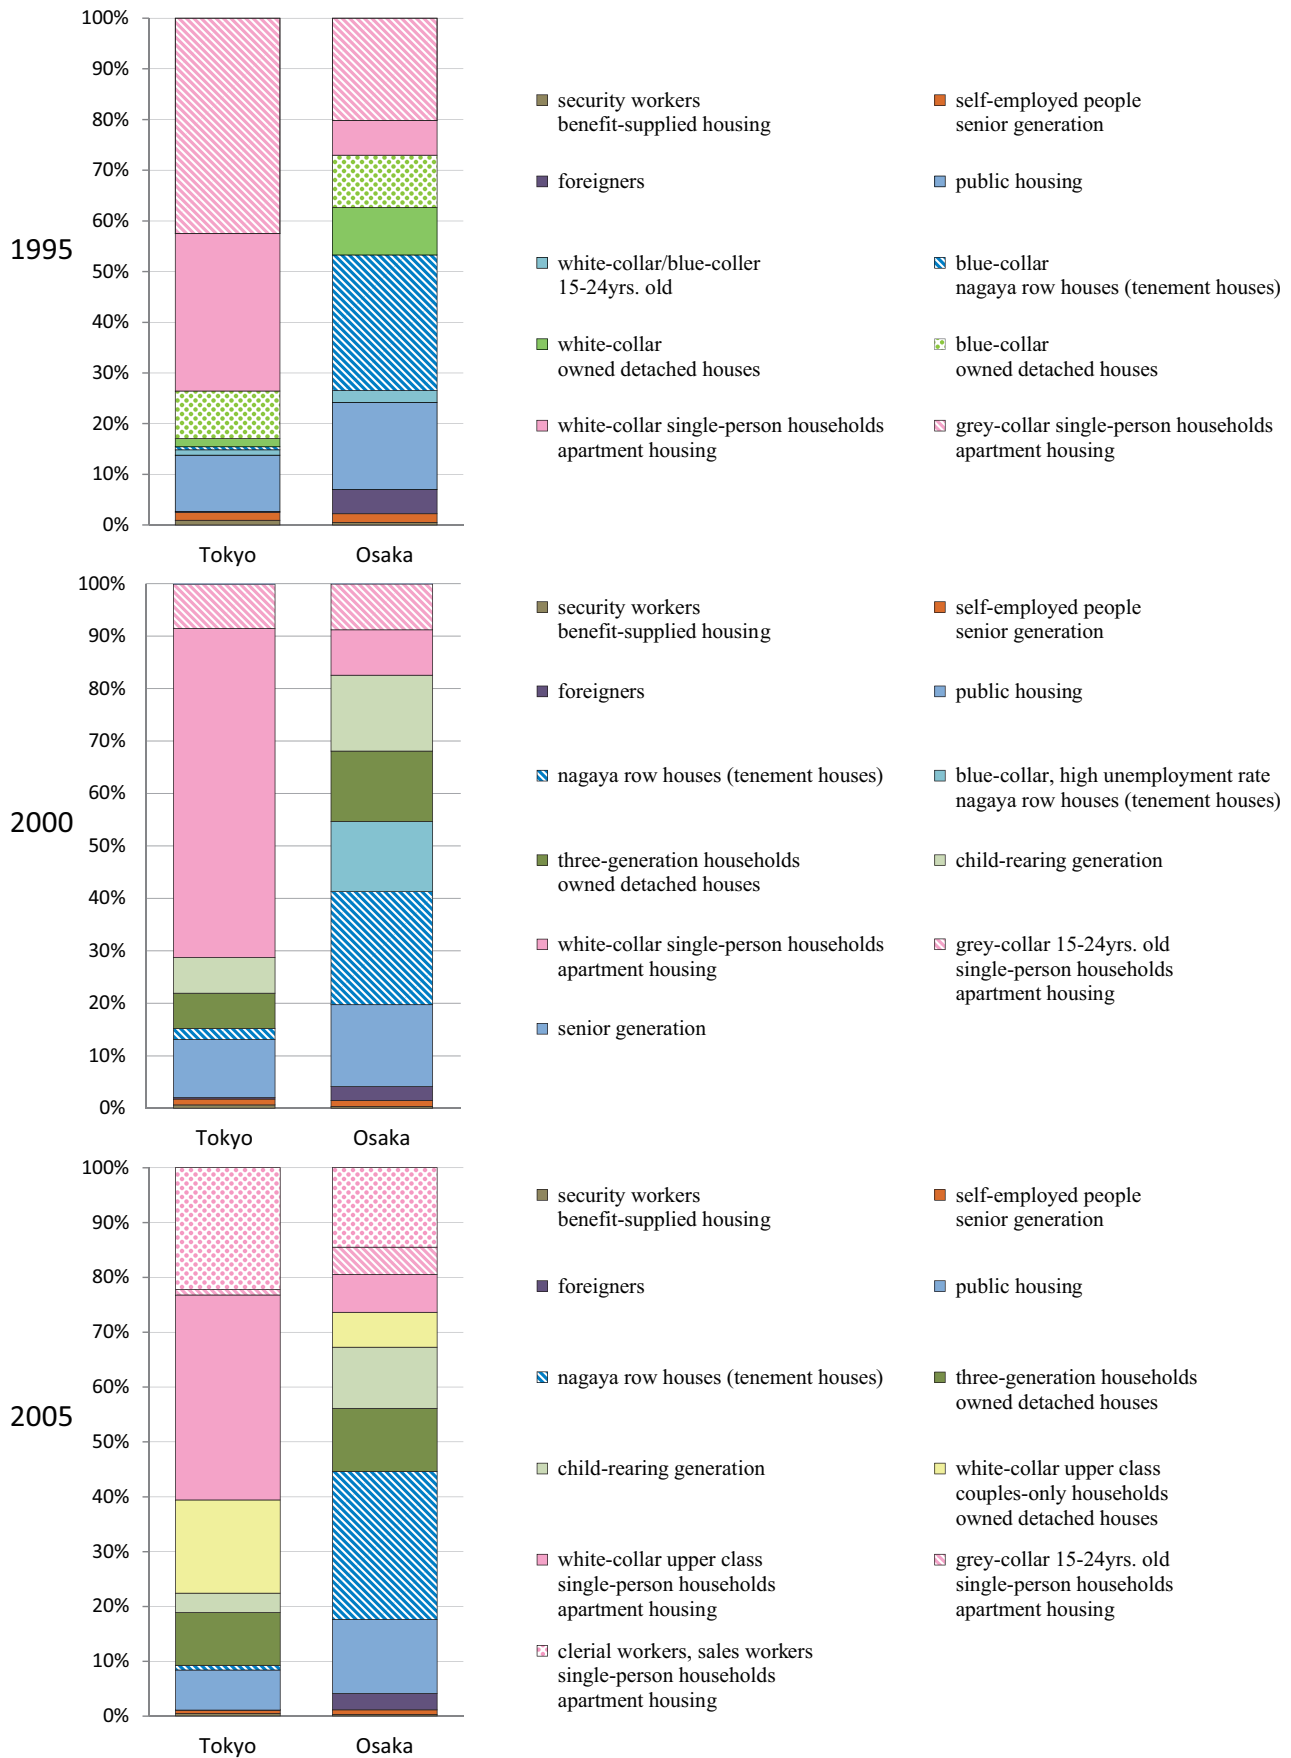 100%
90%
80%
70%
60%
50%
40%
30%
20%
10%
0%
1995
Tokyo
Osaka
security workers
benefit-supplied housing
self-employed people
senior generation
foreigners
public housing
white-collar/blue-coller
15-24yrs. old
blue-collar
nagaya row houses (tenement houses)
white-collar
owned detached houses
blue-collar
owned detached houses
white-collar single-person households
apartment housing
grey-collar single-person households
apartment housing
100%
90%
80%
70%
60%
50%
40%
30%
20%
10%
0%
2000
Tokyo
Osaka
security workers
benefit-supplied housing
self-employed people
senior generation
foreigners
public housing
nagaya row houses (tenement houses)
blue-collar, high unemployment rate
nagaya row houses (tenement houses)
three-generation households
owned detached houses
child-rearing generation
white-collar single-person households
apartment housing
grey-collar 15-24yrs. old
single-person households
apartment housing
senior generation
100%
90%
80%
70%
60%
50%
40%
30%
20%
10%
0%
2005
Tokyo
Osaka
security workers
benefit-supplied housing
self-employed people
senior generation
foreigners
public housing
nagaya row houses (tenement houses)
three-generation households
owned detached houses
child-rearing generation
white-collar upper class
couples-only households
owned detached houses
white-collar upper class
single-person households
apartment housing
grey-collar 15-24yrs. old
single-person households
apartment housing
clerial workers, sales workers
single-person households
apartment housing